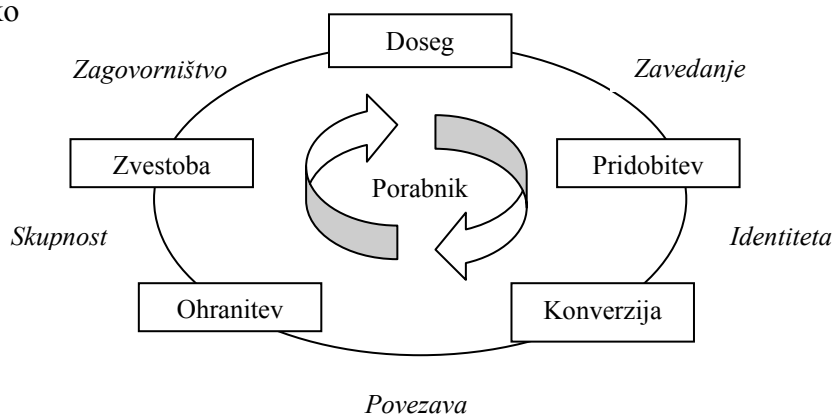 Doseg
Zagovorništvo
Zavedanje
Zvestoba
Pridobitev
Porabnik
Skupnost
Identiteta
Ohranitev
Konverzija
Povezava